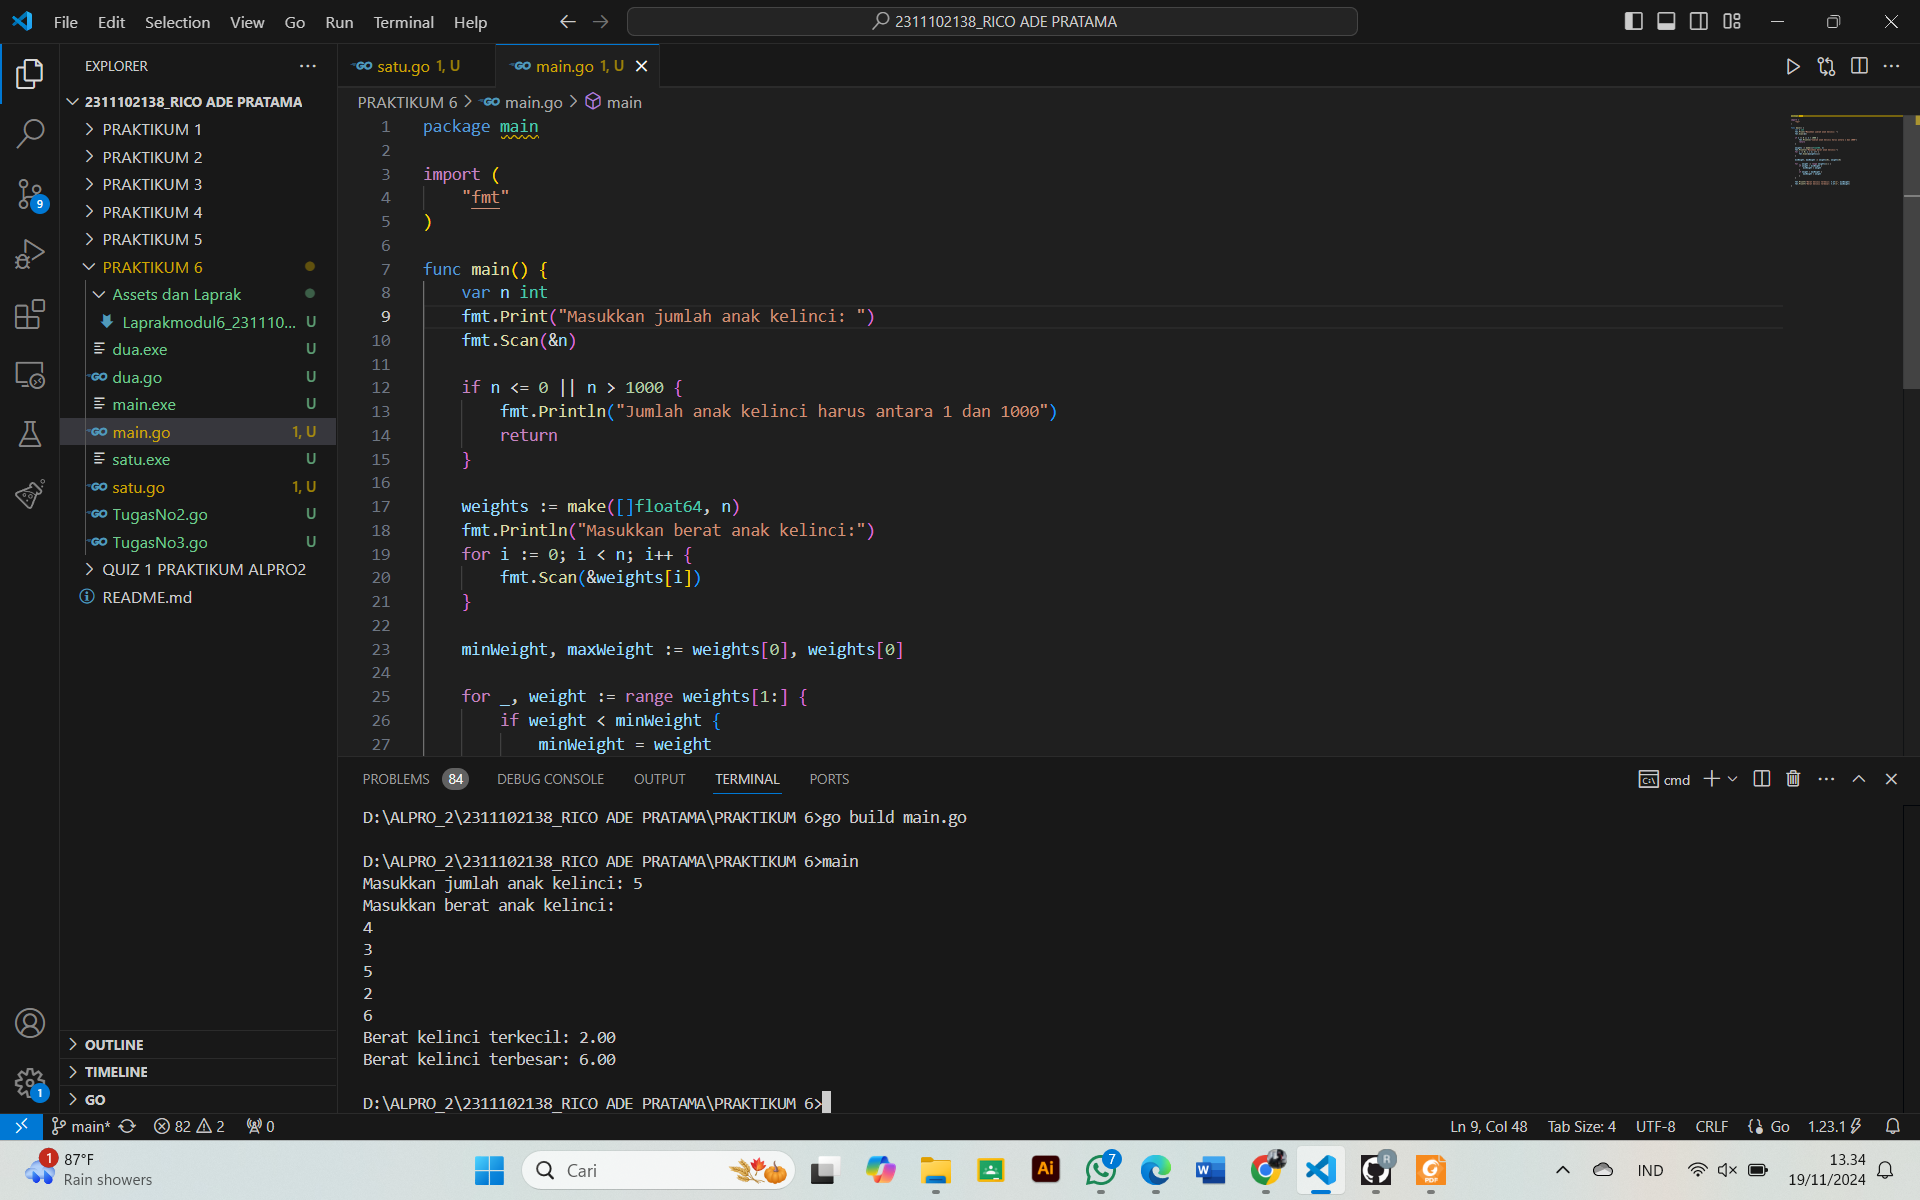 File Edit Selection View Go Run Terminal Help
2311102138_RICO ADE PRATAMA
EXPLORER
2311102138_RICO ADE PRATAMA
PRAKTIKUM 1
PRAKTIKUM 2
PRAKTIKUM 3
PRAKTIKUM 4
PRAKTIKUM 5
PRAKTIKUM 6
Assets dan Laprak
Laprakmodul6_231110... U
dua.exe U
dua.go U
main.exe U
main.go 1, U
satu.exe U
satu.go 1, U
TugasNo2.go U
TugasNo3.go U
QUIZ 1 PRAKTIKUM ALPRO2
README.md
OUTLINE
TIMELINE
GO
9
1
satu.go 1, U main.go 1, U
PRAKTIKUM 6 > main.go > main
1 package main
2
3 import (
4 "fmt"
5 )
6
7 func main() {
8 var n int
9 fmt.Print("Masukkan jumlah anak kelinci: ")
10 fmt.Scan(&n)
11
12 if n <= 0 || n > 1000 {
13 fmt.Println("Jumlah anak kelinci harus antara 1 dan 1000")
14 return
15 }
16
17 weights := make([]float64, n)
18 fmt.Println("Masukkan berat anak kelinci:")
19 for i := 0; i < n; i++ {
20 fmt.Scan(&weights[i])
21 }
22
23 minWeight, maxWeight := weights[0], weights[0]
24
25 for _, weight := range weights[1:] {
26 if weight < minWeight {
27 minWeight = weight
PROBLEMS 84 DEBUG CONSOLE OUTPUT TERMINAL PORTS
cmd
D:\ALPRO_2\2311102138_RICO ADE PRATAMA\PRAKTIKUM 6>go build main.go
D:\ALPRO_2\2311102138_RICO ADE PRATAMA\PRAKTIKUM 6>main
Masukkan jumlah anak kelinci: 5
Masukkan berat anak kelinci:
4
3
5
2
6
Berat kelinci terkecil: 2.00
Berat kelinci terbesar: 6.00
D:\ALPRO_2\2311102138_RICO ADE PRATAMA\PRAKTIKUM 6>
main* 82 2 0 Ln 9, Col 48 Tab Size: 4 UTF-8 CRLF Go 1.23.1
1 87°F
Rain showers
Cari
Ai
7
R
PDF
IND
13.34
19/11/2024